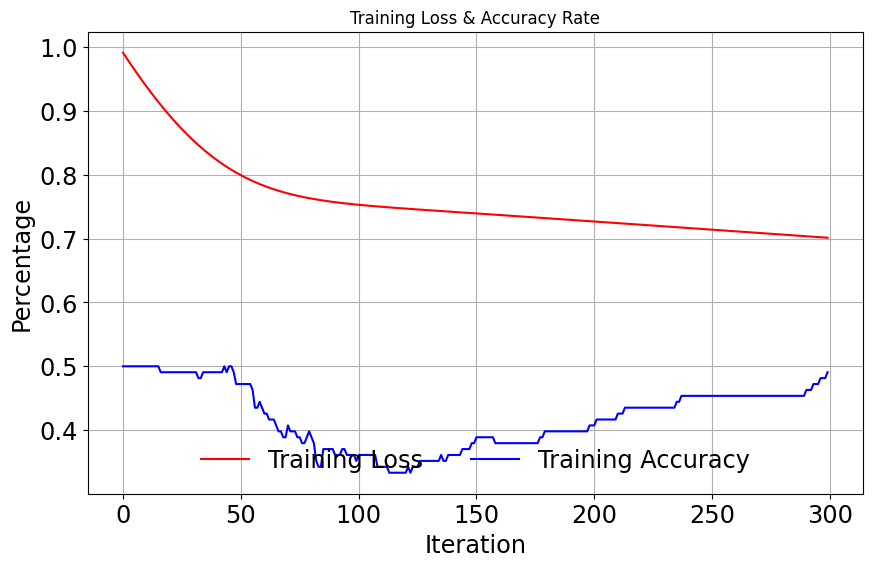 Training Loss & Accuracy Rate
1.0
0.9
0.8
0.7
0.6
0.5
0.4
Percentage
Training Loss Training Accuracy
0 50 100 150 200 250 300
Iteration